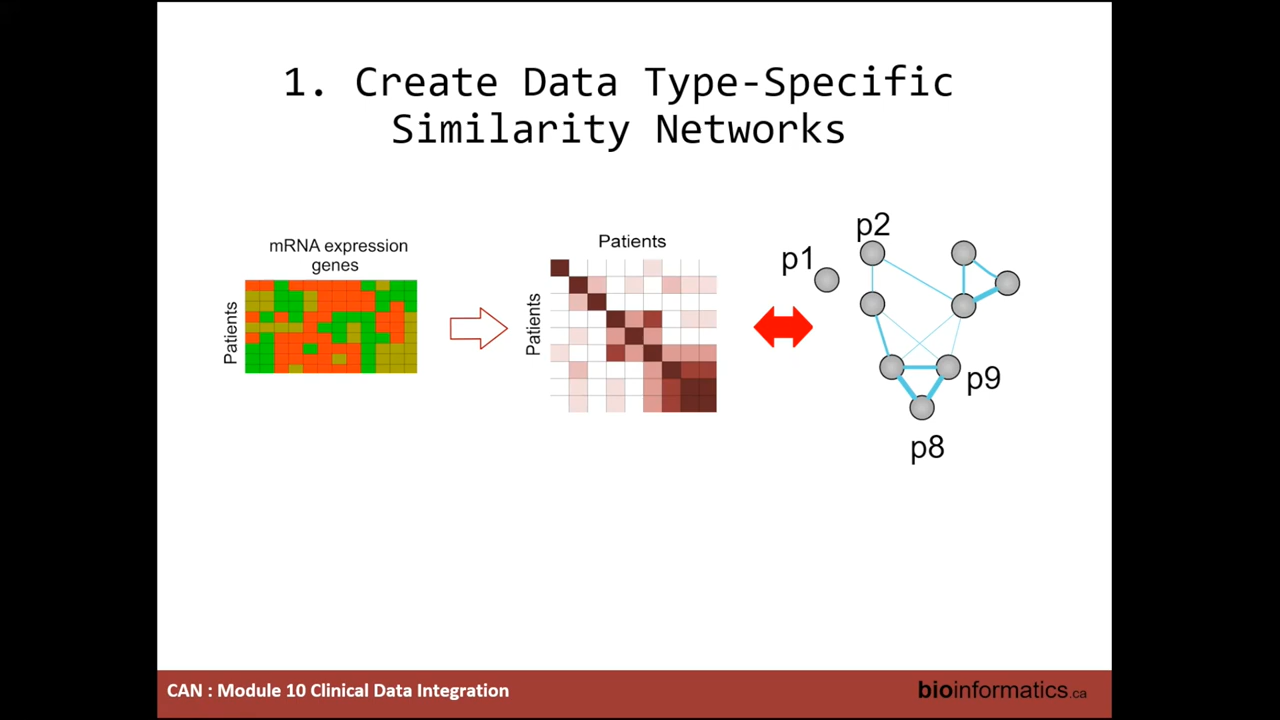 1. Create Data Type-Specific
Similarity Networks
mRNA expression
genes
Patients
Patients
Patients
p1
p2
p9
p8
CAN : Module 10 Clinical Data Integration
bioinformatics.ca